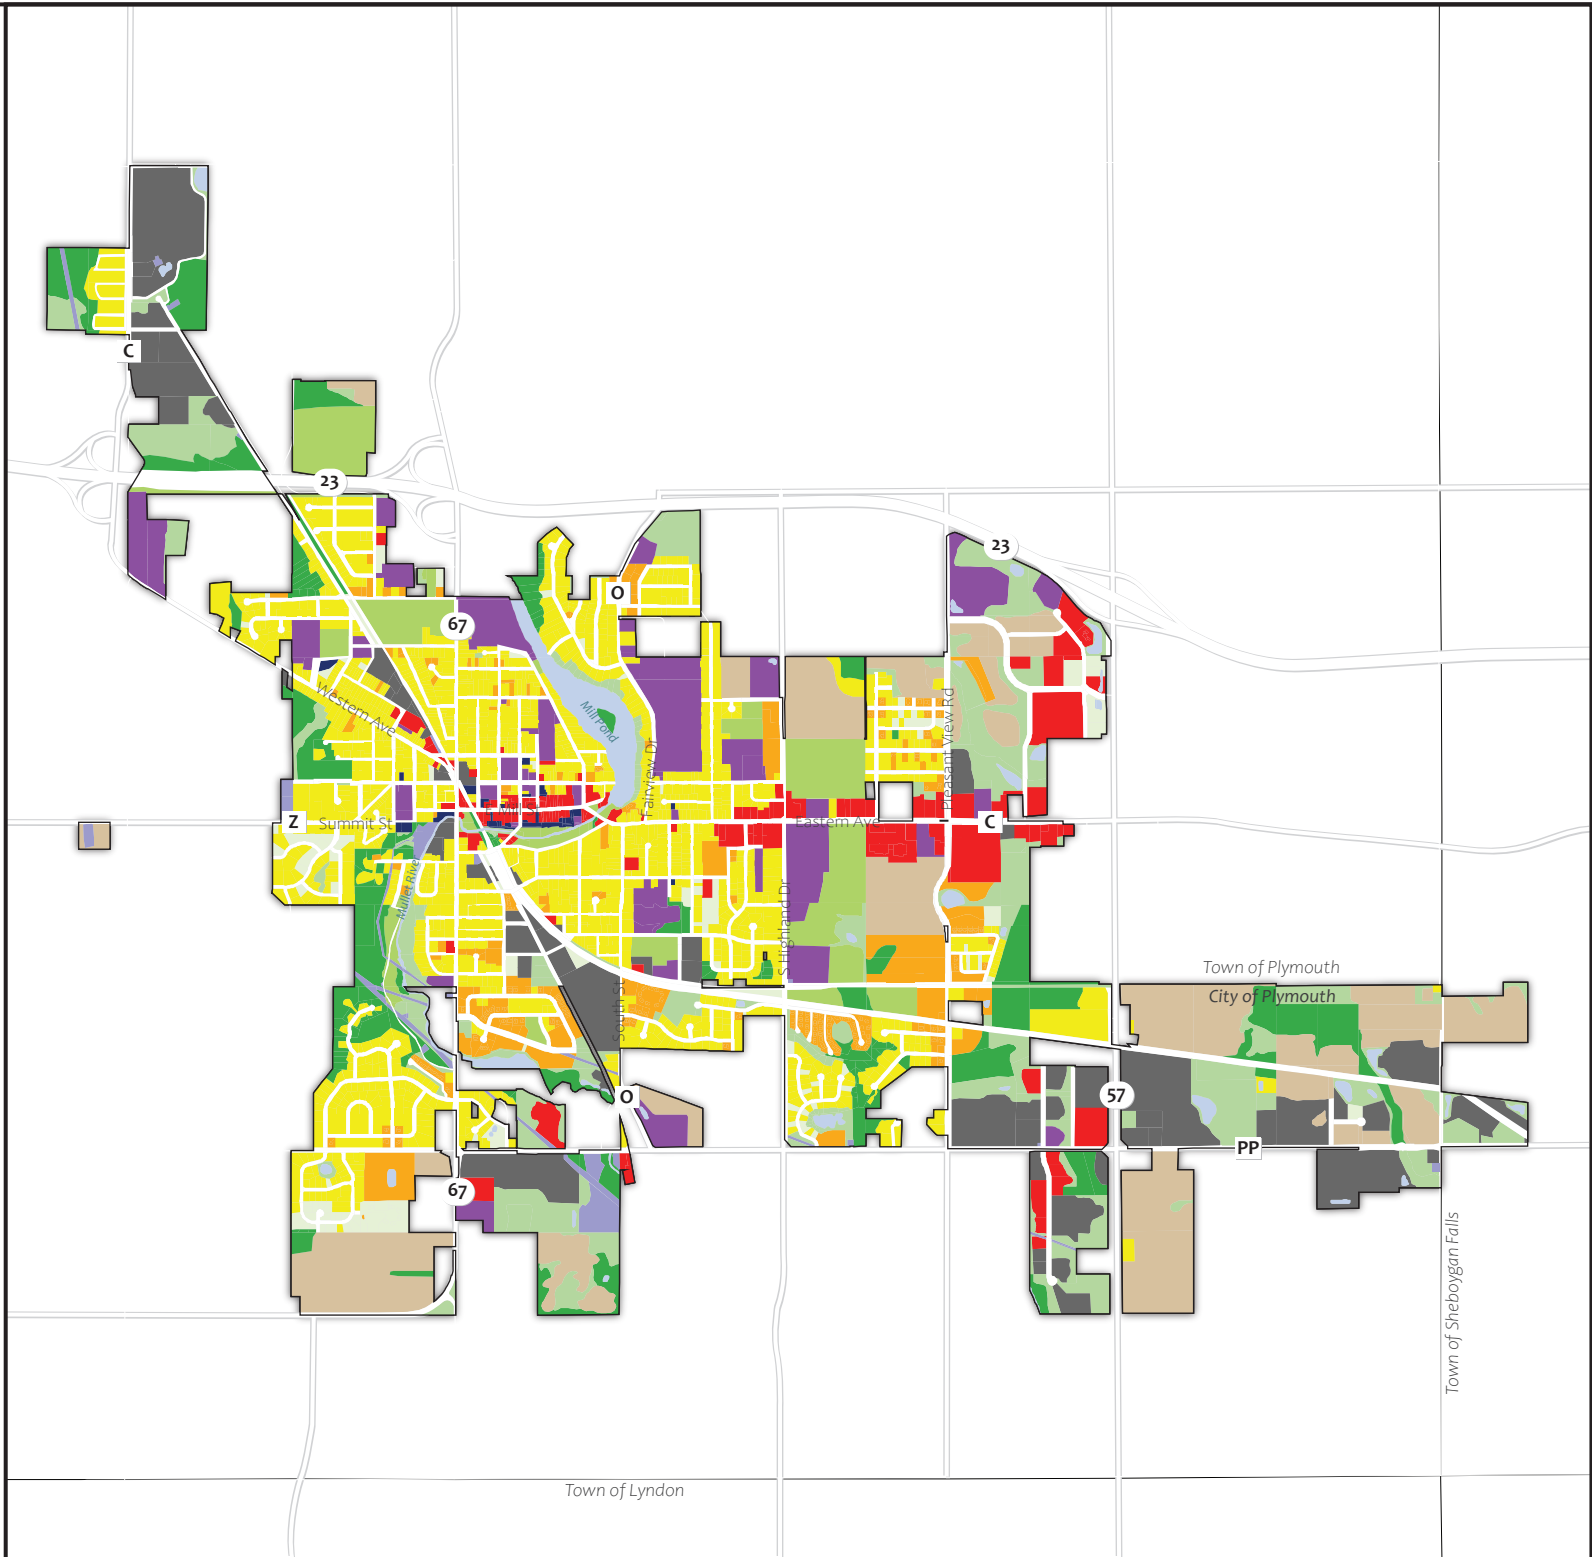 C
23
23
O
67
Western Ave
Mill Pond
Pleasant View Rd
Fairview Dr
E Mill St
Z
Summit St
Eastern Ave
C
Mullet River
S Highland Dr
Town of Plymouth
City of Plymouth
South St
O
57
PP
67
Town of Sheboygan Falls
Town of Lyndon